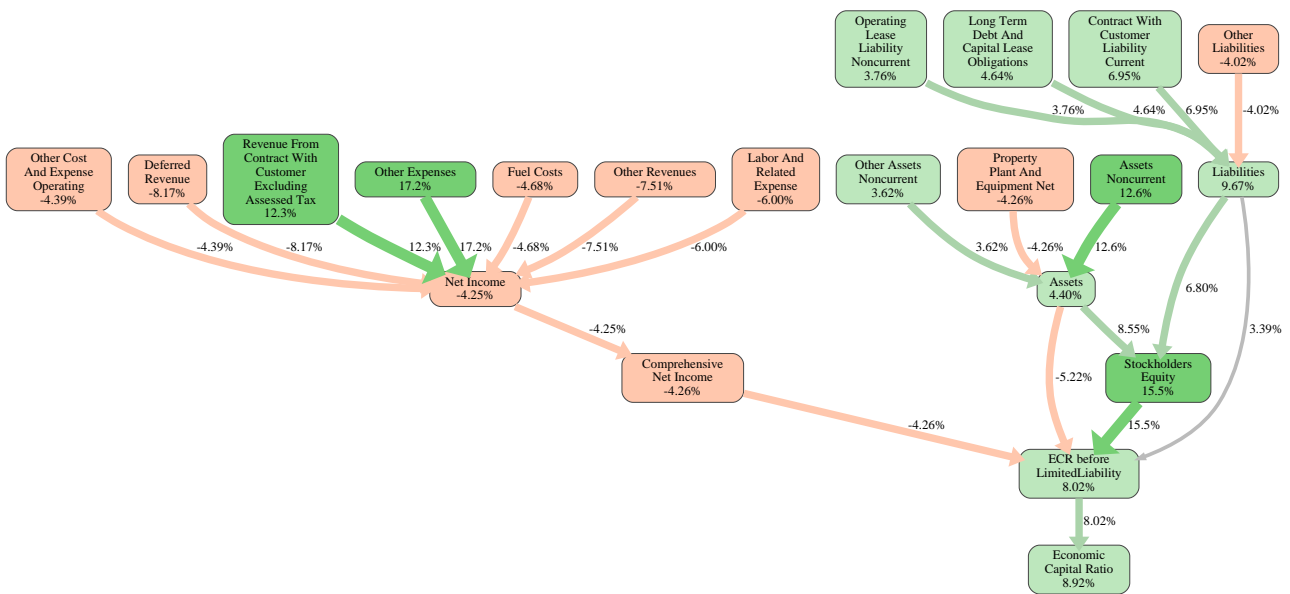 Operating
Lease
Liability
Noncurrent
3.76%
Long Term
Debt And
Capital Lease
Obligations
4.64%
Contract With
Customer
Liability
Current
6.95%
Other
Liabilities
-4.02%
3.76%
4.64%
6.95%
-4.02%
Other Cost
And Expense
Operating
-4.39%
Deferred
Revenue
-8.17%
Revenue From
Contract With
Customer
Excluding
Assessed Tax
12.3%
Other Expenses
17.2%
Fuel Costs
-4.68%
Other Revenues
-7.51%
Labor And
Related
Expense
-6.00%
Other Assets
Noncurrent
3.62%
Property
Plant And
Equipment Net
-4.26%
Assets
Noncurrent
12.6%
Liabilities
9.67%
-4.39%
-8.17%
12.3%
17.2%
-4.68%
-7.51%
-6.00%
3.62%
-4.26%
12.6%
Net Income
-4.25%
Assets
4.40%
6.80%
-4.25%
8.55%
3.39%
Comprehensive
Net Income
-4.26%
-5.22%
Stockholders
Equity
15.5%
-4.26%
15.5%
ECR before
LimitedLiability
8.02%
8.02%
Economic
Capital Ratio
8.92%